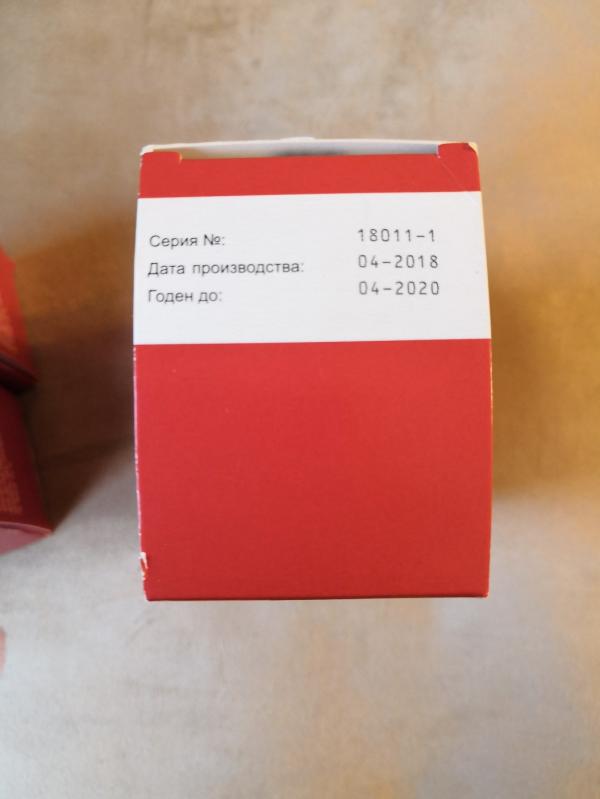 Серия №: 18011-1
Дата производства: 04-2018
Годен до: 04-2020